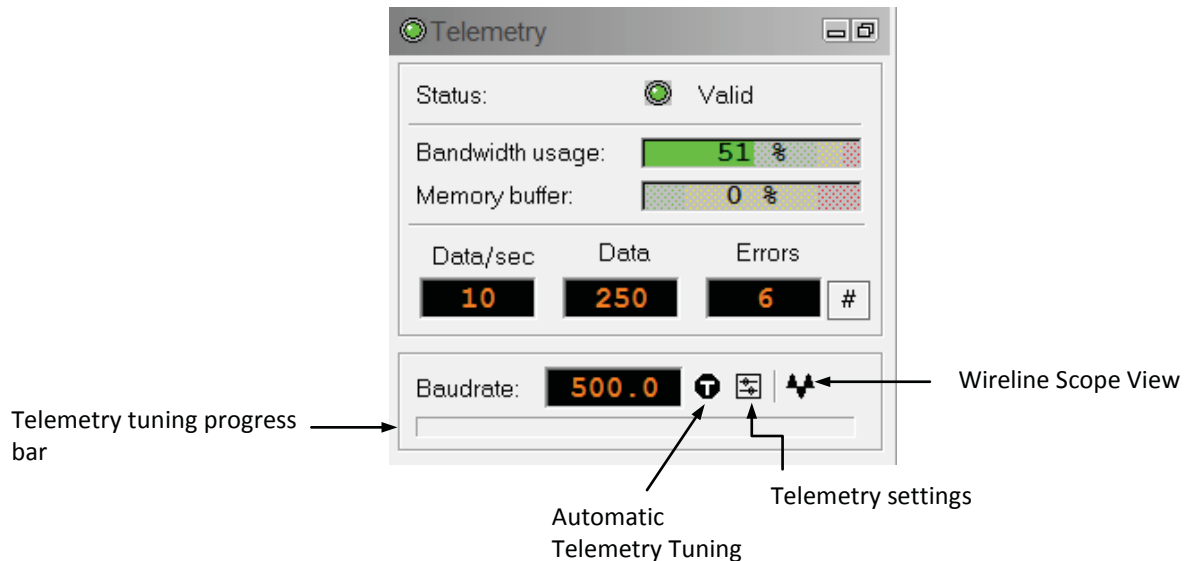 Telemetry
Status: Valid
Bandwidth usage: 51 %
Memory buffer: 0 %
Data/sec Data Errors
10 250 6 #
Baudrate: 500.0 T
Wireline Scope View
Telemetry tuning progress
bar
Telemetry settings
Automatic
Telemetry Tuning